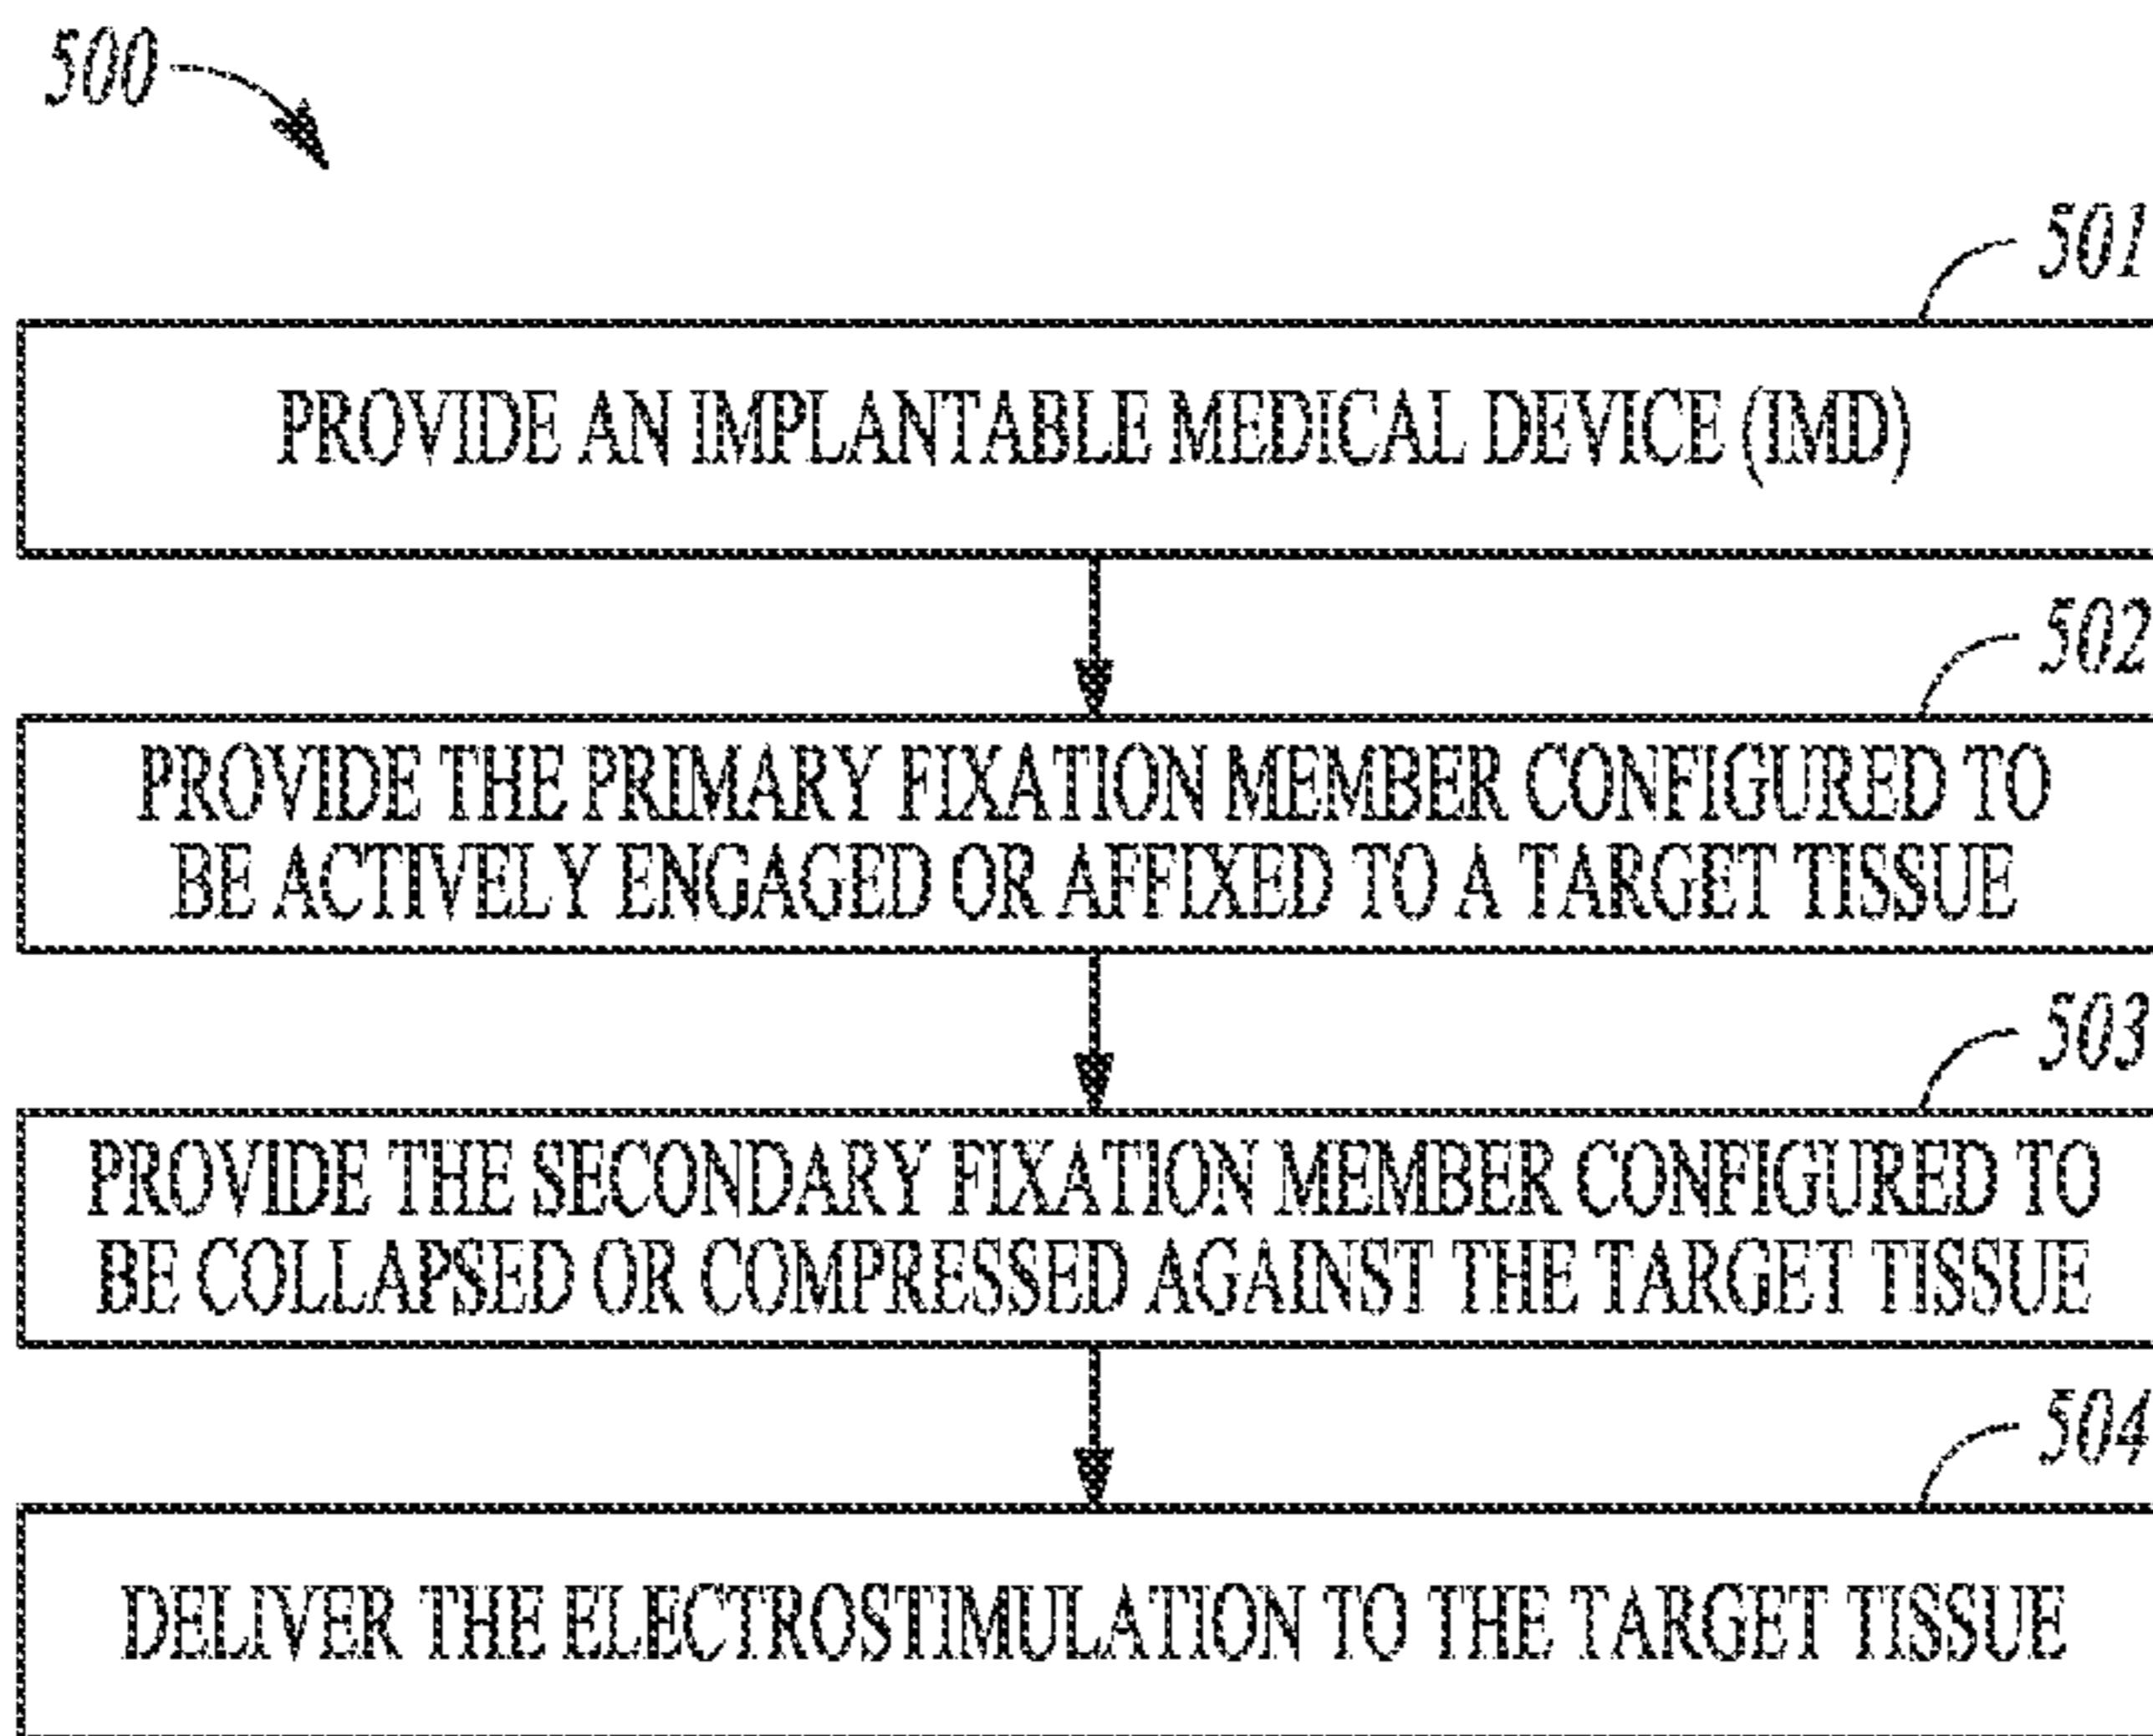 500
501
PROVIDE AN IMPLANTABLE MEDICAL DEVICE (IMD)
502
PROVIDE THE PRIMARY FIXATION MEMBER CONFIGURED TO
BE ACTIVELY ENGAGED OR AFFIXED TO A TARGET TISSUE
503
PROVIDE THE SECONDARY FIXATION MEMBER CONFIGURED TO
BE COLLAPSED OR COMPRESSED AGAINST THE TARGET TISSUE
504
DELIVER THE ELECTROSTIMULATION TO THE TARGET TISSUE